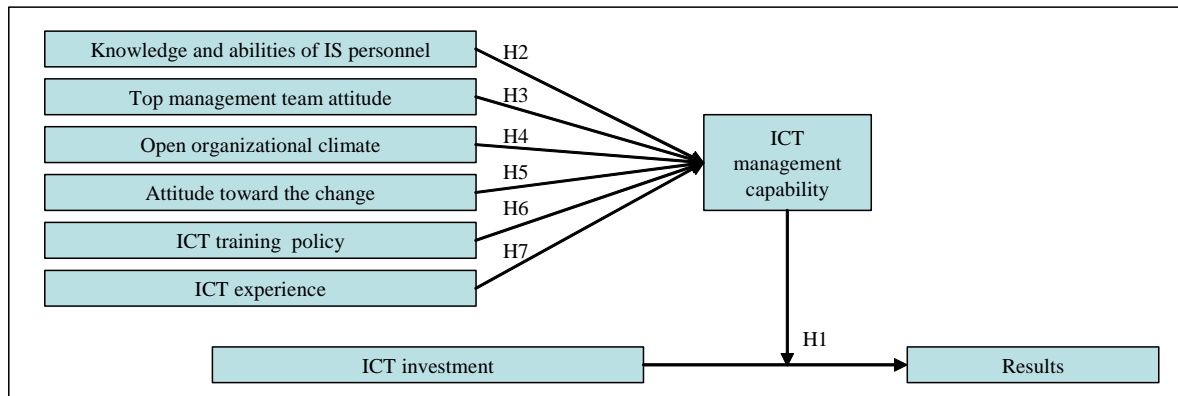 Knowledge and abilities of IS personnel
H2
Top management team attitude
H3
Open organizational climate
H4
ICT
management
capability
Attitude toward the change
H5
ICT training policy
H6
ICT experience
H7
H1
ICT investment
Results